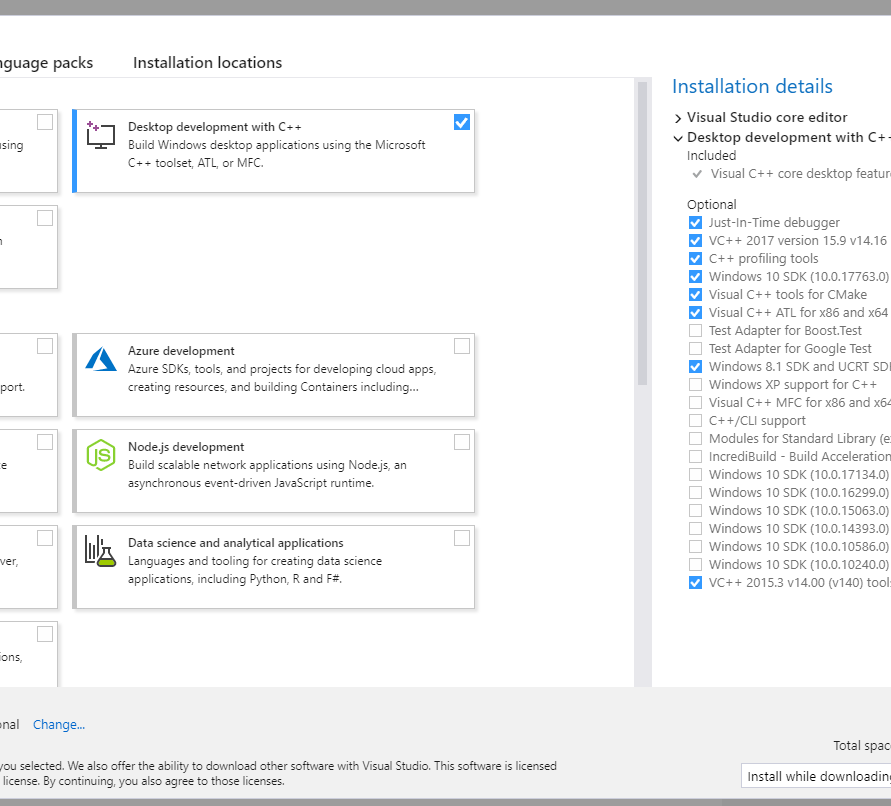 nguage packs
Installation locations
sing
n
port.
e
ver,
ions,
Desktop development with C++
Build Windows desktop applications using the Microsoft
C++ toolset, ATL, or MFC.
Azure development
Azure SDKs, tools, and projects for developing cloud apps,
creating resources, and building Containers including...
Node.js development
Build scalable network applications using Node.js, an
asynchronous event-driven JavaScript runtime.
Data science and analytical applications
Languages and tooling for creating data science
applications, including Python, R and F#.
Installation details
Visual Studio core editor
Desktop development with C++
Included
Visual C++ core desktop featur
Optional
Just-In-Time debugger
VC++ 2017 version 15.9 v14.16
C++ profiling tools
Windows 10 SDK (10.0.17763.0)
Visual C++ tools for CMake
Visual C++ ATL for x86 and x64
Test Adapter for Boost.Test
Test Adapter for Google Test
Windows 8.1 SDK and UCRT SDK
Windows XP support for C++
Visual C++ MFC for x86 and x64
C++/CLI support
Modules for Standard Library (ex
IncrediBuild - Build Acceleration
Windows 10 SDK (10.0.17134.0)
Windows 10 SDK (10.0.16299.0)
Windows 10 SDK (10.0.15063.0)
Windows 10 SDK (10.0.14393.0)
Windows 10 SDK (10.0.10586.0)
Windows 10 SDK (10.0.10240.0)
VC++ 2015.3 v14.00 (v140) tools
onal Change...
you selected. We also offer the ability to download other software with Visual Studio. This software is licensed
license. By continuing, you also agree to those licenses.
Total spac
Install while downloading